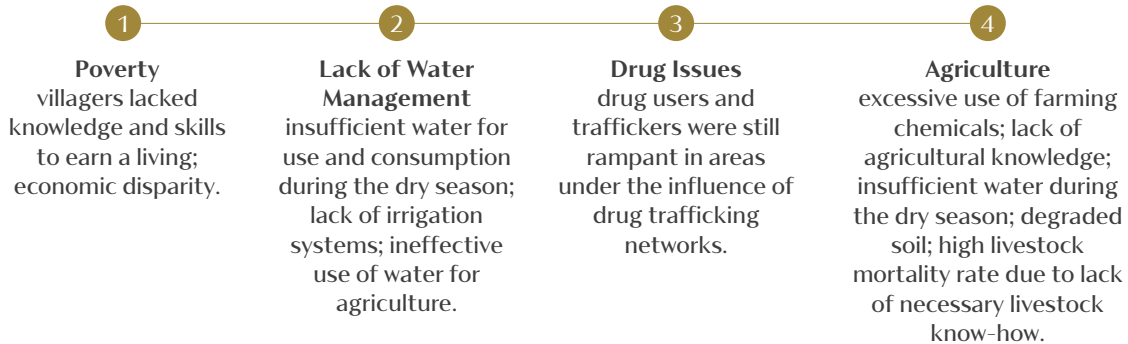 1
Poverty
villagers lacked
knowledge and skills
to earn a living;
economic disparity.
2
Lack of Water
Management
insufficient water for
use and consumption
during the dry season;
lack of irrigation
systems; ineffective
use of water for
agriculture.
3
Drug Issues
drug users and
traffickers were still
rampant in areas
under the influence of
drug trafficking
networks.
4
Agriculture
excessive use of farming
chemicals; lack of
agricultural knowledge;
insufficient water during
the dry season; degraded
soil; high livestock
mortality rate due to lack
of necessary livestock
know-how.